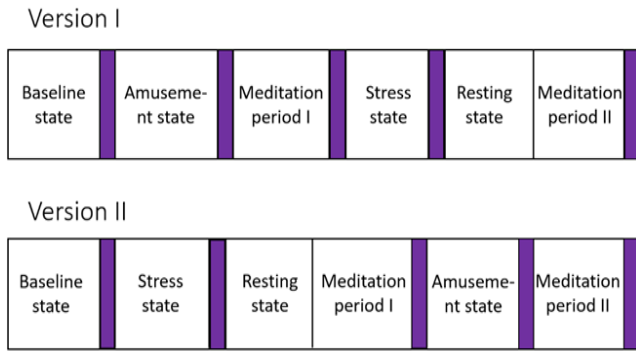 Version I
Baseline state
Amuseme-nt state
Meditation period I
Stress state
Resting state
Meditation period II
Version II
Baseline state
Stress state
Resting state
Meditation period I
Amuseme-nt state
Meditation period II